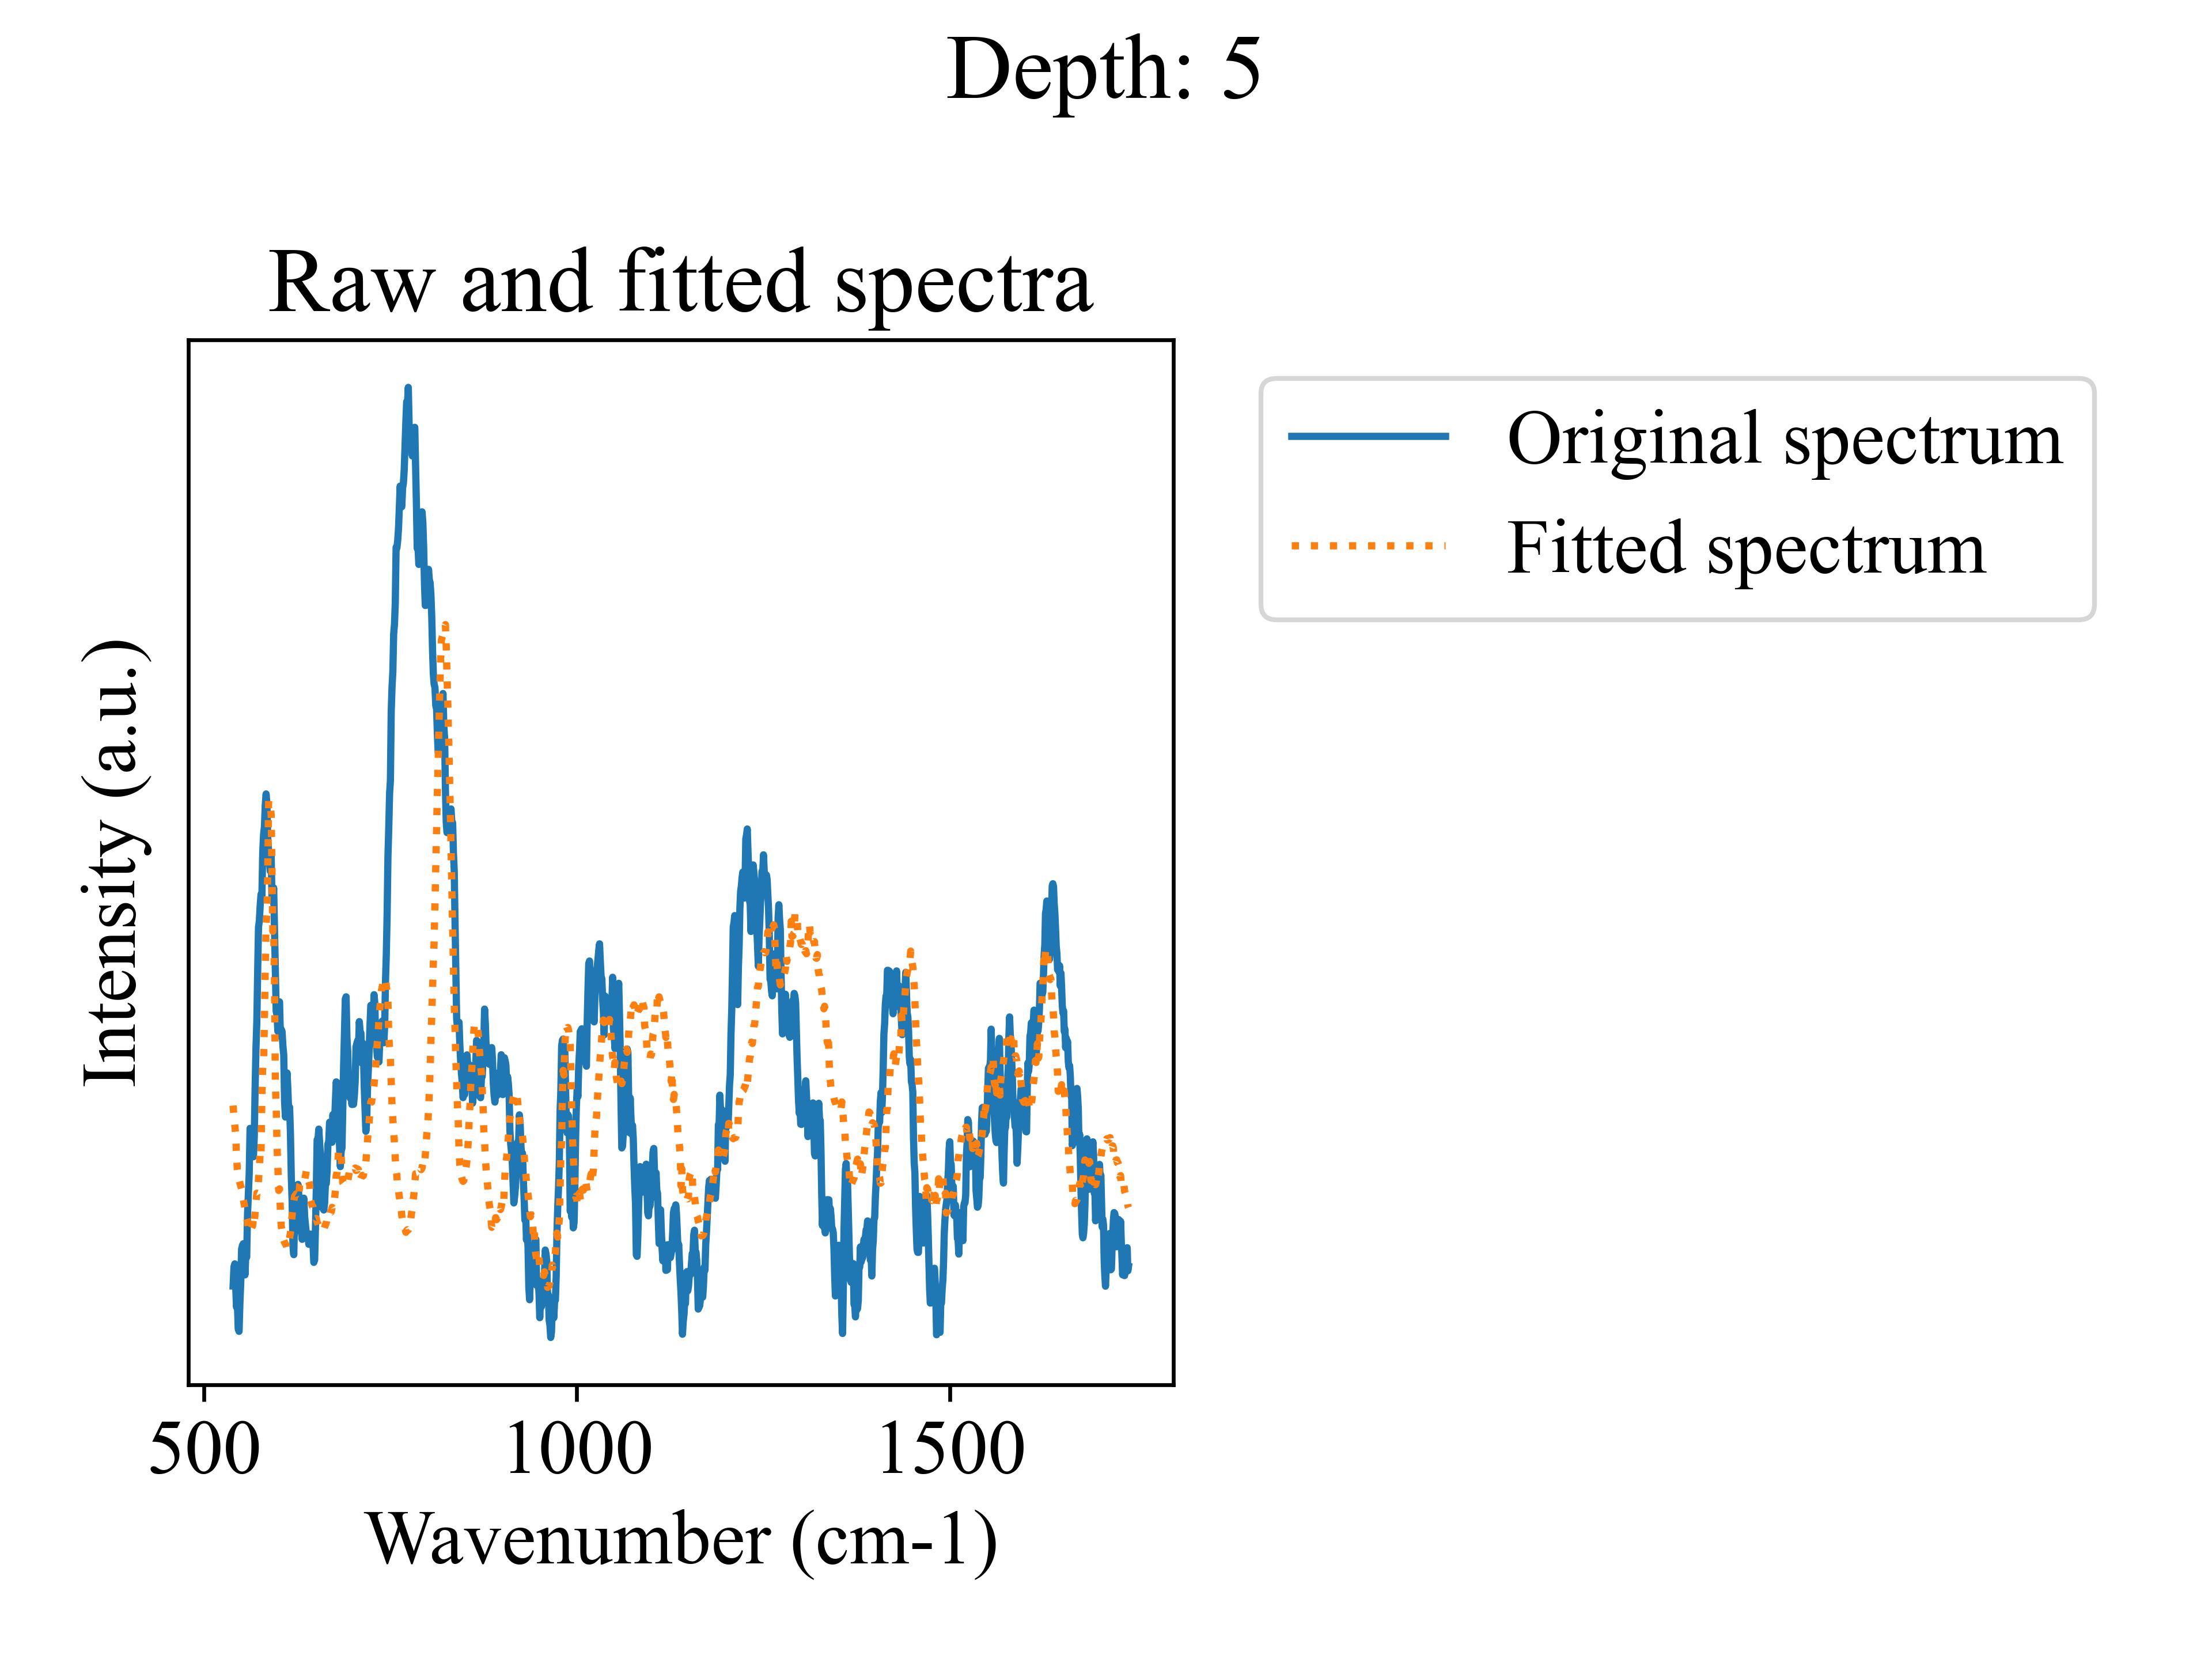 Depth: 5
Raw and fitted spectra
Original spectrum
Fitted spectrum
Intensity (a.u.)
500 1000 1500
Wavenumber (cm-1)